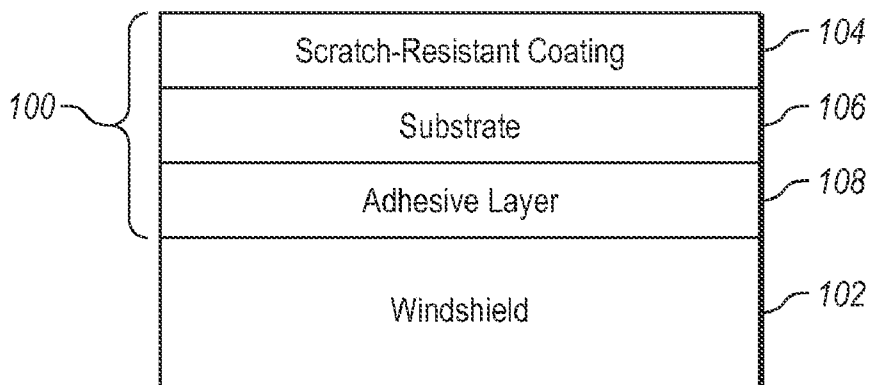 Scratch-Resistant Coating 104
100 Substrate 106
Adhesive Layer 108
Windshield 102